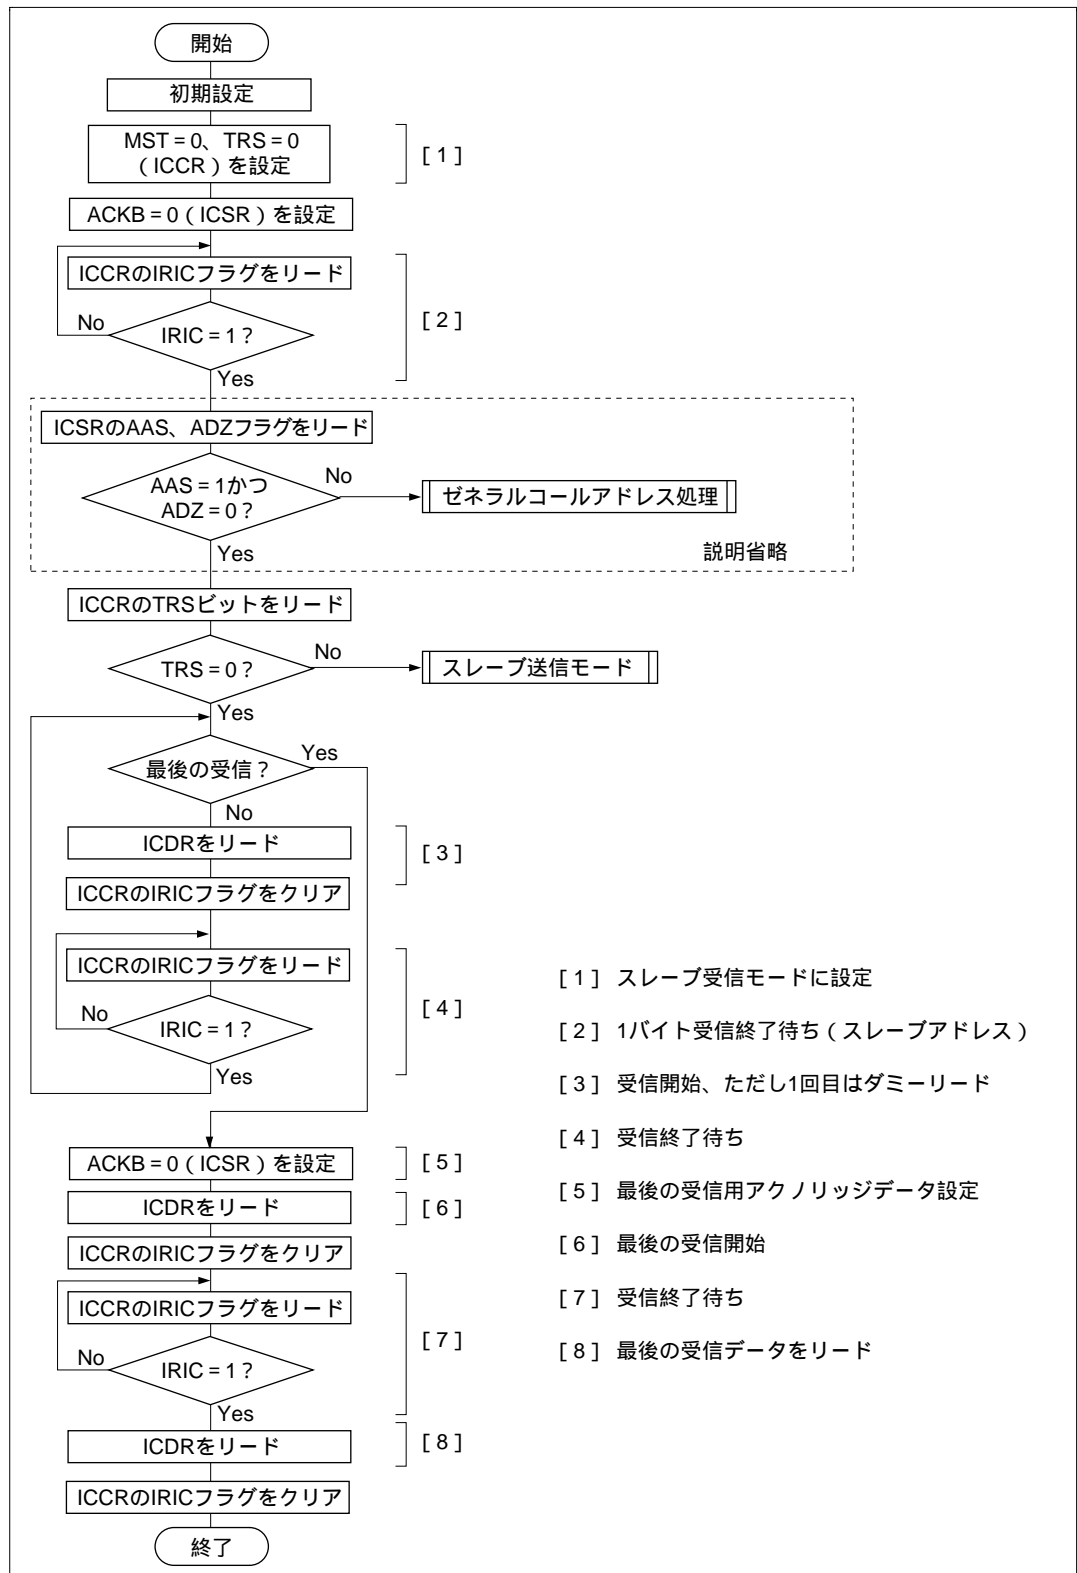 開始
初期設定
MST = 0、TRS = 0
(ICCR)を設定
[1]
ACKB = 0 (ICSR)を設定
ICCRのIRICフラグをリード
No
IRIC = 1 ?
[2]
Yes
ICSRのAAS、ADZフラグをリード
AAS = 1かつ
ADZ = 0 ?
No
ゼネラルコールアドレス処理
Yes
説明省略
ICCRのTRSビットをリード
TRS = 0 ?
No
スレーブ送信モード
Yes
最後の受信?
Yes
No
ICDRをリード
[3]
ICCRのIRICフラグをクリア
ICCRのIRICフラグをリード
No
IRIC = 1 ?
[4]
Yes
ACKB = 0 (ICSR)を設定
[5]
ICDRをリード
[6]
ICCRのIRICフラグをクリア
ICCRのIRICフラグをリード
No
IRIC = 1 ?
[7]
Yes
ICDRをリード
[8]
ICCRのIRICフラグをクリア
終了
[1] スレーブ受信モードに設定
[2] 1バイト受信終了待ち(スレーブアドレス)
[3] 受信開始、ただし1回目はダミーリード
[4] 受信終了待ち
[5] 最後の受信用アクノリッジデータ設定
[6] 最後の受信開始
[7] 受信終了待ち
[8] 最後の受信データをリード